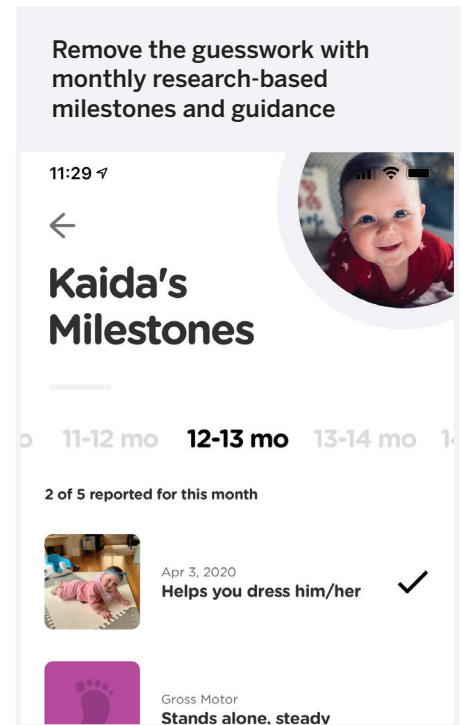 Remove the guesswork with
monthly research-based
milestones and guidance
11:29
Kaida's
Milestones
11-12 mo 12-13 mo 13-14 mo
2 of 5 reported for this month
Apr 3, 2020
Helps you dress him/her
Gross Motor
Stands alone, steady